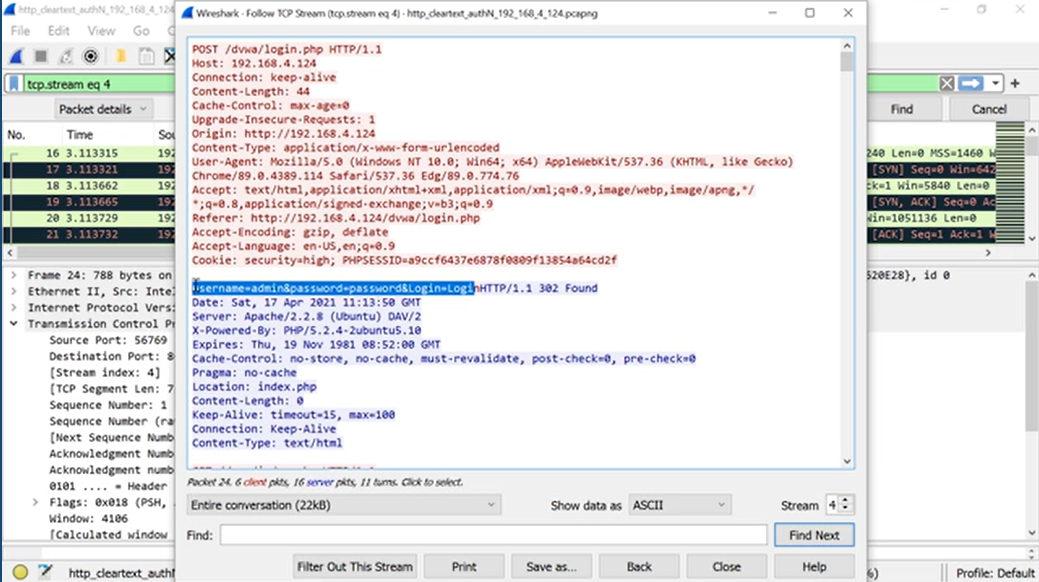 http_cleartext_authN_192_168_4_124.
Wireshark - Follow TCP Stream (tcp.stream eq 4) - http_cleartext_authN_192_168_4_124.pcapng
File Edit View Go
tcp.stream eq 4
Packet details
Find Cancel
No. Time
16 3.113315 192
17 3.113321 192
18 3.113662 192
19 3.113665 192
20 3.113729 192
21 3.113732 192
240 Len=0 MSS=1460 W
[SYN] Seq=0 Win=642
ck=1 Win=5840 Len=0
[SYN, ACK] Seq=0 Ac
Win=1051136 Len=0
[ACK] Seq=1 Ack=1 W
Frame 24: 788 bytes on
520E28}, id 0
Ethernet II, Src: Inte
Internet Protocol Vers
Transmission Control Pr
Source Port: 56769
Destination Port: 8
[Stream index: 4]
[TCP Segment Len: 7
Sequence Number: 1
Sequence Number (ra
[Next Sequence Numb
Acknowledgment Numb
Acknowledgment numb
0101 .... = Header
Flags: 0x018 (PSH,
Window: 4106
[Calculated window
POST /dvwa/login.php HTTP/1.1
Host: 192.168.4.124
Connection: keep-alive
Content-Length: 44
Cache-Control: max-age=0
Upgrade-Insecure-Requests: 1
Origin: http://192.168.4.124
Content-Type: application/x-www-form-urlencoded
User-Agent: Mozilla/5.0 (Windows NT 10.0; Win64; x64) AppleWebKit/537.36 (KHTML, like Gecko)
Chrome/89.0.4389.114 Safari/537.36 Edg/89.0.774.76
Accept: text/html,application/xhtml+xml,application/xml;q=0.9,image/webp,image/apng,*/
*;q=0.8,application/signed-exchange;v=b3;q=0.9
Referer: http://192.168.4.124/dvwa/login.php
Accept-Encoding: gzip, deflate
Accept-Language: en-US,en;q=0.9
Cookie: security=high; PHPSESSID=a9ccf6437e6878f0809f13854a64cd2f
username=admin&password=password&Login=LoginHTTP/1.1 302 Found
Date: Sat, 17 Apr 2021 11:13:50 GMT
Server: Apache/2.2.8 (Ubuntu) DAV/2
X-Powered-By: PHP/5.2.4-2ubuntu5.10
Expires: Thu, 19 Nov 1981 08:52:00 GMT
Cache-Control: no-store, no-cache, must-revalidate, post-check=0, pre-check=0
Pragma: no-cache
Location: index.php
Content-Length: 0
Keep-Alive: timeout=15, max=100
Connection: Keep-Alive
Content-Type: text/html
Packet 24. 6 client pkts, 16 server pkts, 11 turns. Click to select.
Entire conversation (22kB) Show data as ASCII Stream 4
Find: Find Next
Filter Out This Stream Print Save as... Back Close Help
http_cleartext_authN
%) Profile: Default